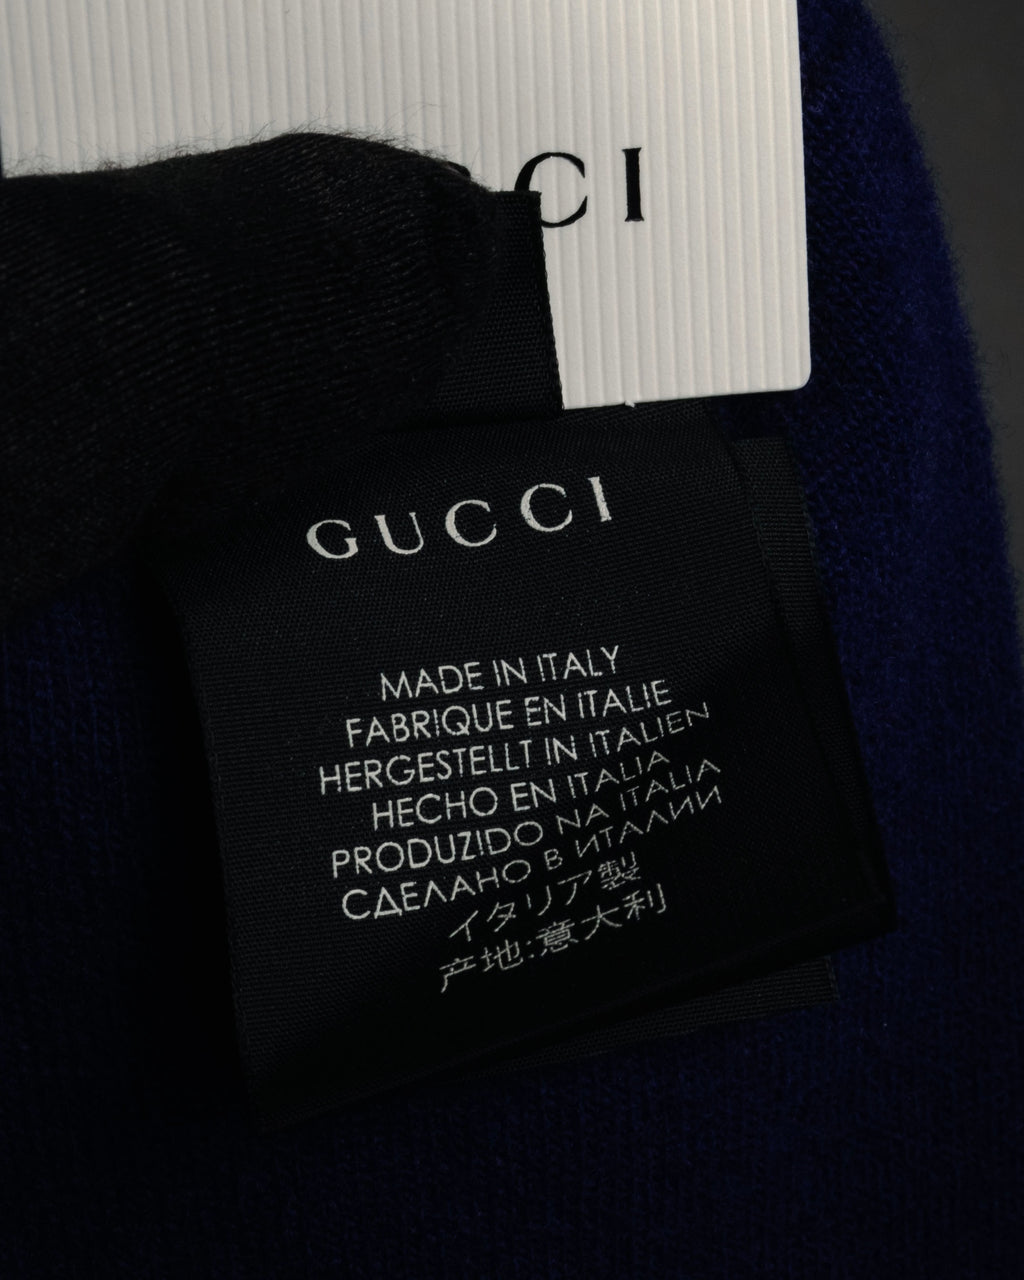 CI
GUCCI
MADE IN ITALY
FABRIQUE EN ITALIE
HERGESTELLT IN ITALIEN
HECHO EN ITALIA
PRODUZIDO NA ITALIA
СДЕЛАНО В ИТАЛИИ
イタリア製
产地:意大利